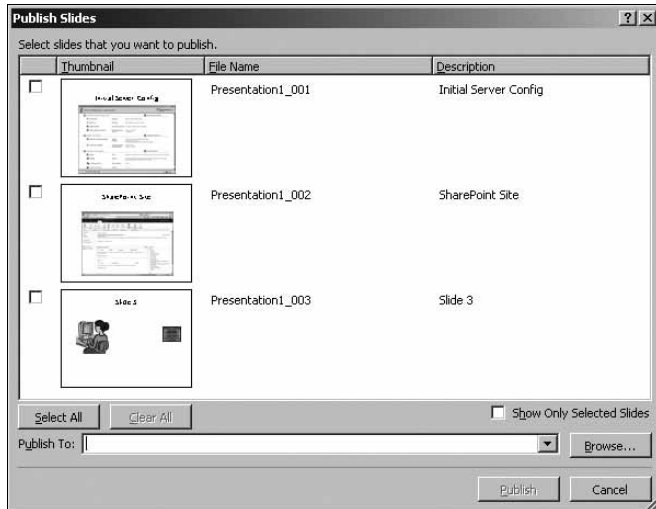 Publish Slides
Select slides that you want to publish.
Thumbnail File Name Description
Initial Server Config
Presentation1_001 Initial Server Config
SharePoint Site
Presentation1_002 SharePoint Site
Slide 3
Presentation1_003 Slide 3
Select All Clear All Show Only Selected Slides
Publish To: Browse...
Publish Cancel